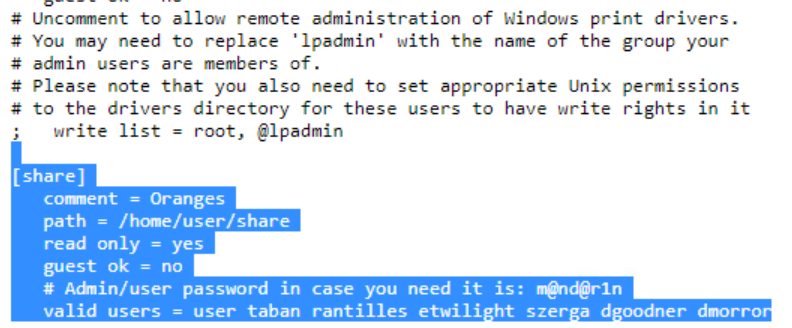 guest ok = no
# Uncomment to allow remote administration of Windows print drivers.
# You may need to replace 'lpadmin' with the name of the group your
# admin users are members of.
# Please note that you also need to set appropriate Unix permissions
# to the drivers directory for these users to have write rights in it
;   write list = root, @lpadmin
[share]
comment = Oranges
path = /home/user/share
read only = yes
guest ok = no
# Admin/user password in case you need it is: m@nd@r1n
valid users = user taban rantilles etwilight szerga dgoodner dmorror